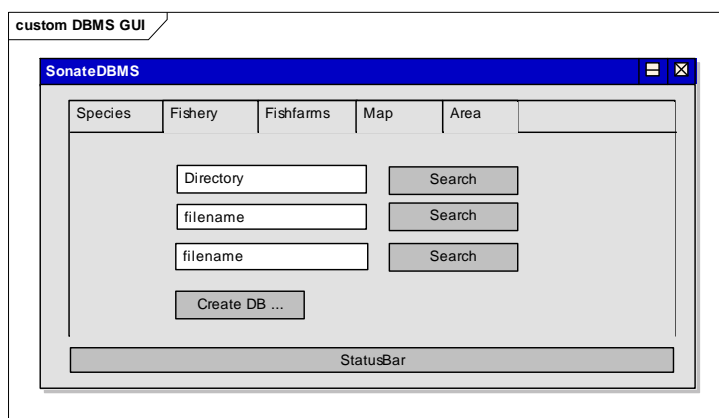 custom DBMS GUI
SonateDBMS
Species Fishery Fishfarms Map Area
Directory Search
filename Search
filename Search
Create DB ...
StatusBar